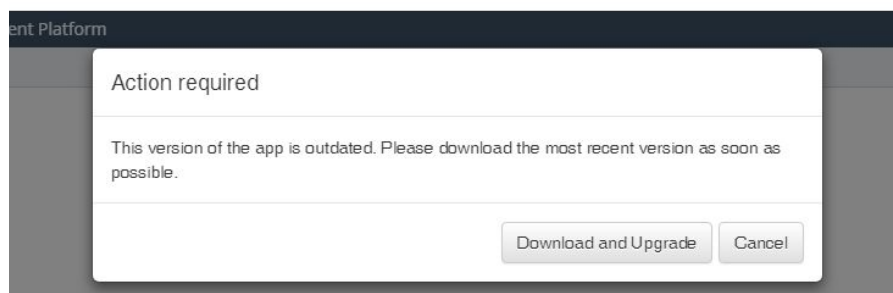 ent Platform
Action required
This version of the app is outdated. Please download the most recent version as soon as
possible.
Download and Upgrade
Cancel